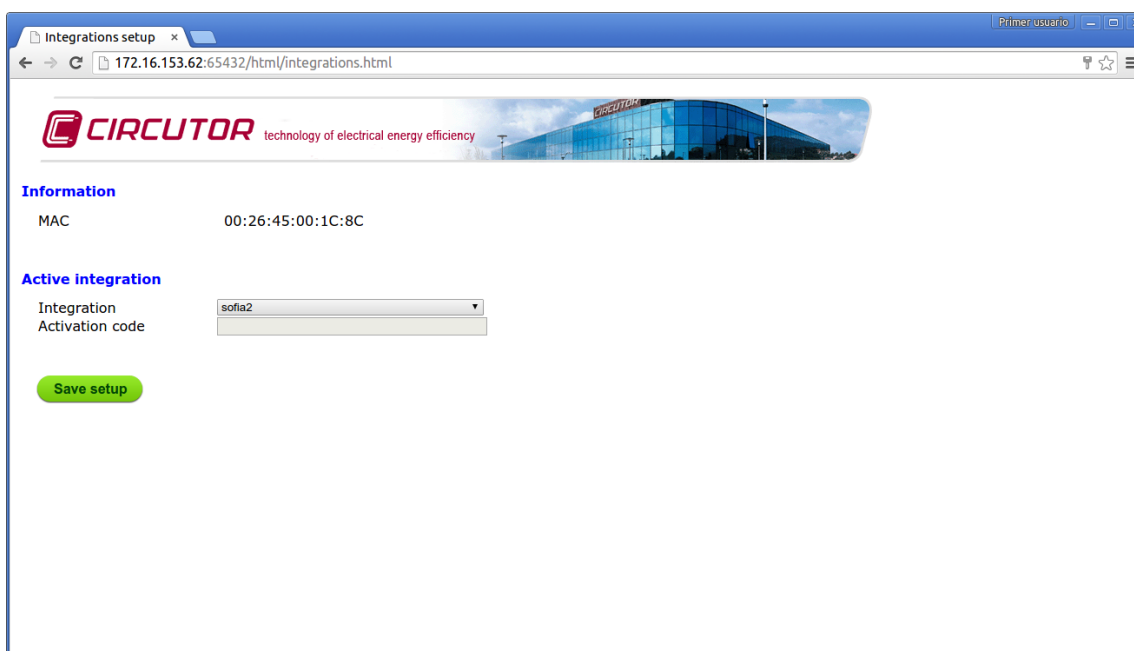 Primer usuario
Integrations setup
172.16.153.62:65432/html/integrations.html
CIRCUTOR technology of electrical energy efficiency
CIRCUTOR
Information
MAC 00:26:45:00:1C:8C
Active integration
Integration sofia2
Activation code
Save setup